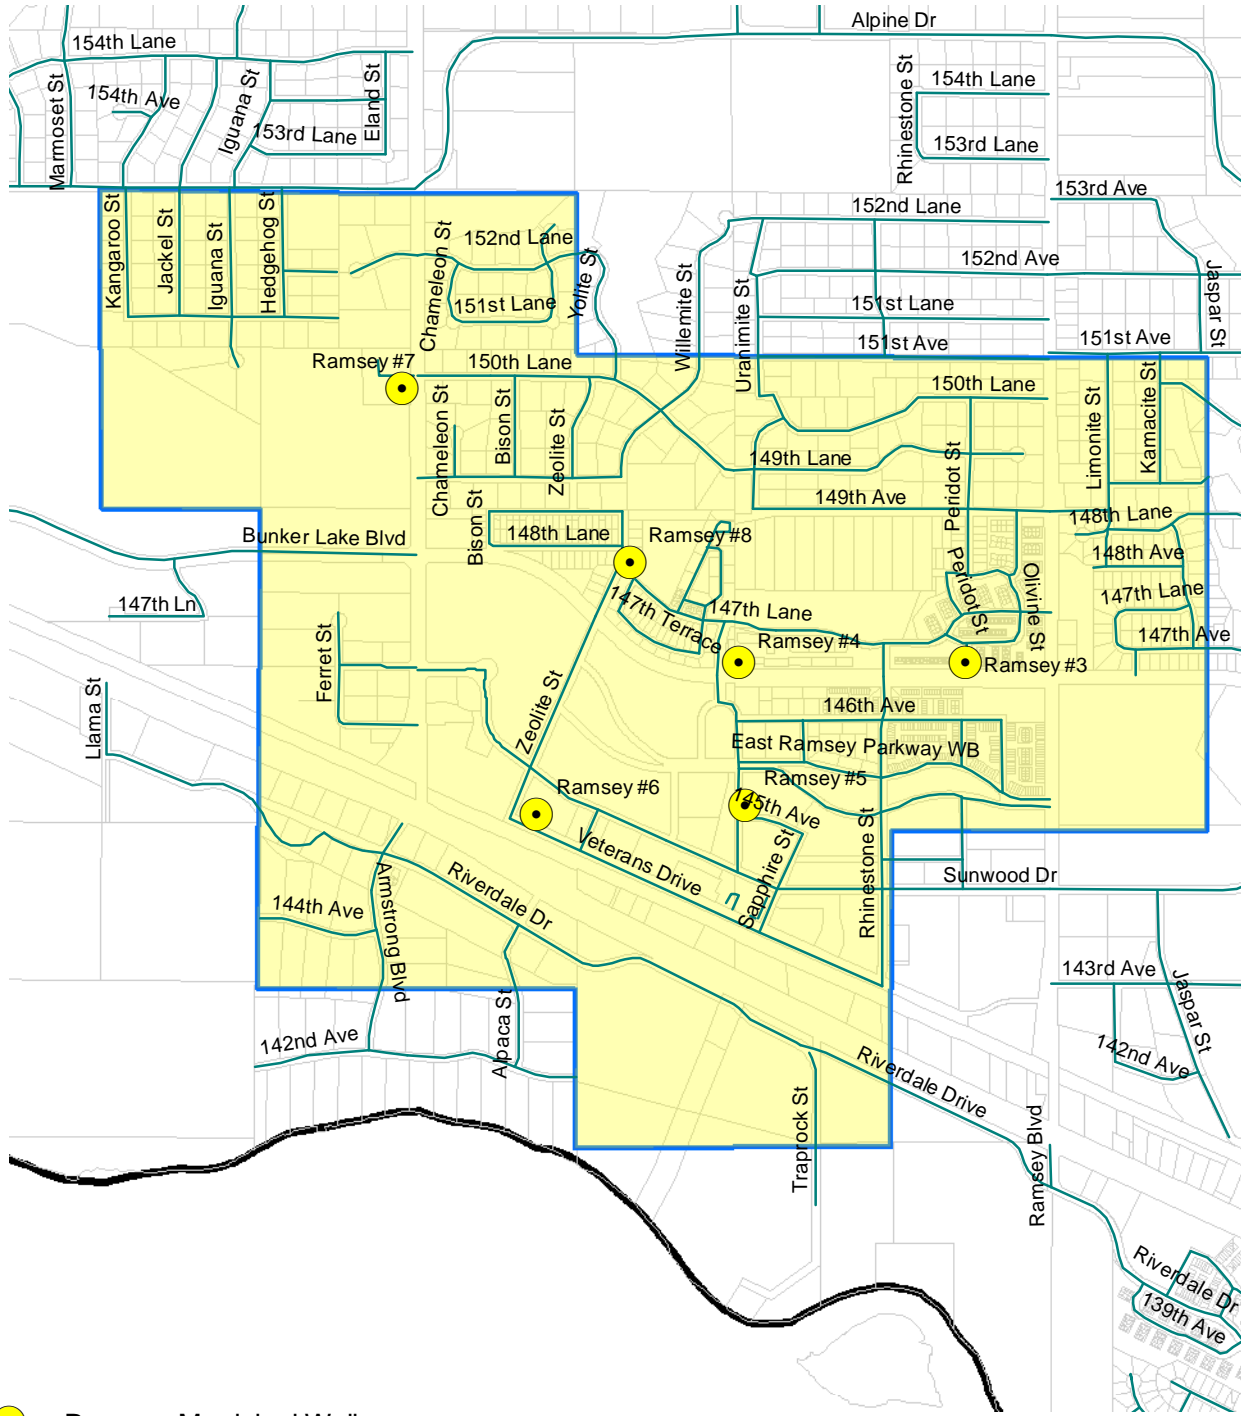 Alpine Dr
154th Lane
Marmoset St
154th Ave
Iguana St
153rd Lane
Eland St
Rhinestone St
154th Lane
153rd Lane
153rd Ave
Kangaroo St
Jackel St
Iguana St
Hedgehog St
Chameleon St
152nd Lane
151st Lane
Yolite St
152nd Lane
152nd Ave
Willemite St
Uranimite St
151st Lane
151st Ave
151st Ave
Jaspar St
Ramsey #7
150th Lane
150th Lane
Chameleon St
Bison St
Zeolite St
149th Lane
149th Ave
Peridot St
Limonite St
Kamacite St
Bison St
148th Lane
Ramsey #8
148th Lane
148th Ave
Bunker Lake Blvd
147th Ln
147th Terrace
147th Lane
Peridot St
Olivine St
147th Lane
147th Ave
Ramsey #4
Ramsey #3
Ferret St
Llama St
Zeolite St
146th Ave
East Ramsey Parkway WB
Ramsey #5
Ramsey #6
145th Ave
Veterans Drive
Sapphire St
Rhinestone St
Sunwood Dr
Riverdale Dr
Armstrong Blvd
144th Ave
142nd Ave
Alpaca St
143rd Ave
Jaspar St
142nd Ave
Riverdale Drive
Traprock St
Ramsey Blvd
Riverdale Dr
139th Ave